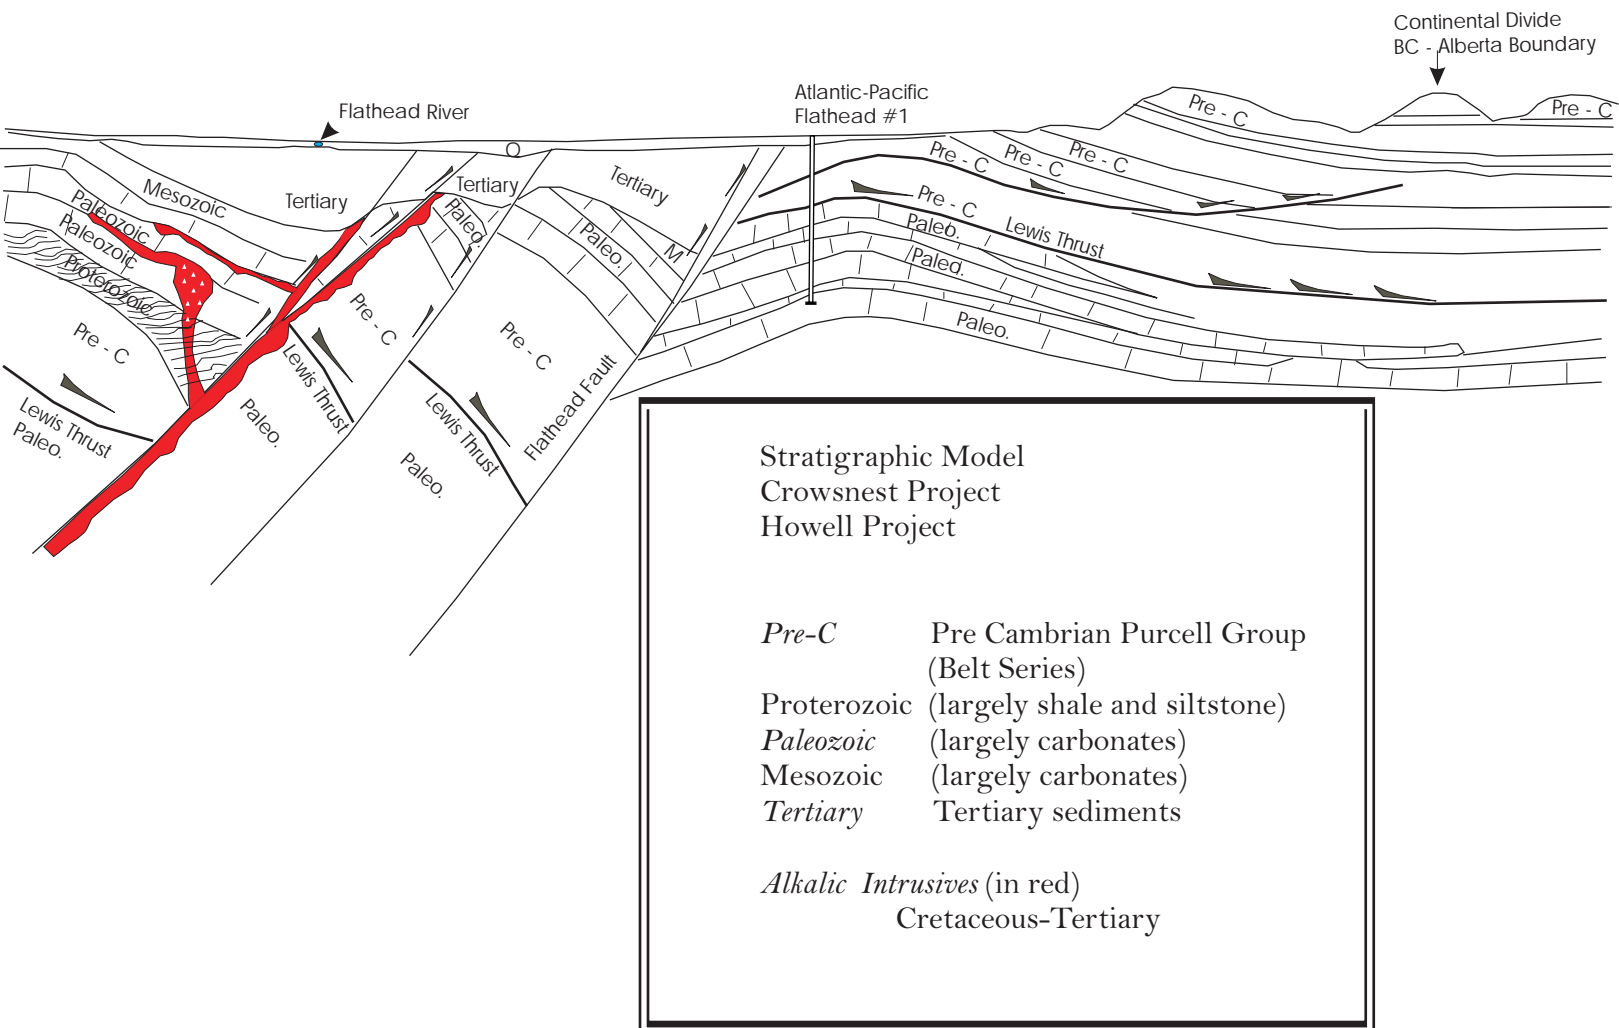 Continental Divide
BC - Alberta Boundary
Atlantic-Pacific
Flathead #1
Flathead River
Pre - C
Pre - C
Q
Pre - C
Pre - C
Pre - C
Tertiary
Tertiary
Tertiary
Mesozoic
Paleozoic
Paleozoic
Proterozoic
Paleo.
Paleo.
M
Pre - C
Paleo.
Lewis Thrust
Paleo.
Paleo.
Pre - C
Pre - C
Pre - C
Lewis Thrust
Paleo.
Lewis Thrust
Paleo.
Lewis Thrust
Paleo.
Flathead Fault
Stratigraphic Model
Crowsnest Project
Howell Project
Pre-C Pre Cambrian Purcell Group
(Belt Series)
Proterozoic (largely shale and siltstone)
Paleozoic (largely carbonates)
Mesozoic (largely carbonates)
Tertiary Tertiary sediments
Alkalic Intrusives (in red)
Cretaceous-Tertiary